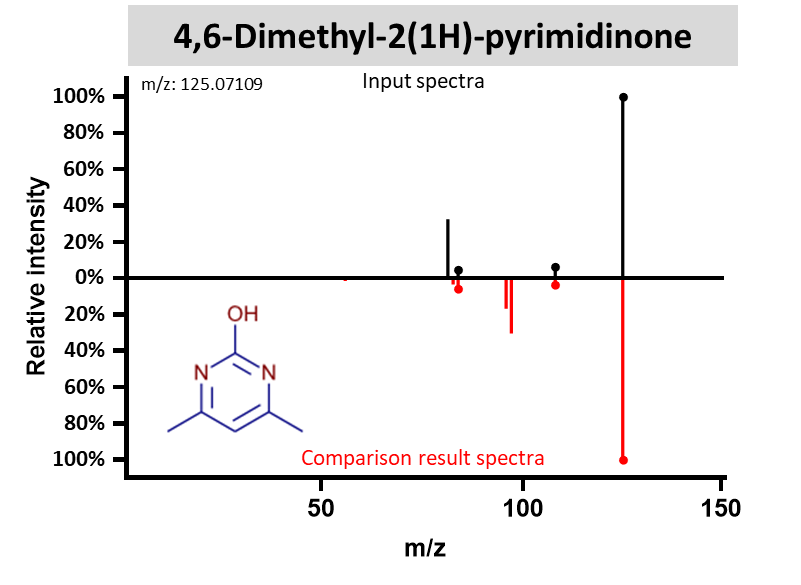 4,6-Dimethyl-2(1H)-pyrimidinone
m/z: 125.07109
Input spectra
100%
80%
60%
40%
20%
0%
20%
40%
60%
80%
100%
Relative intensity
OH
N
N
Comparison result spectra
50
100
150
m/z